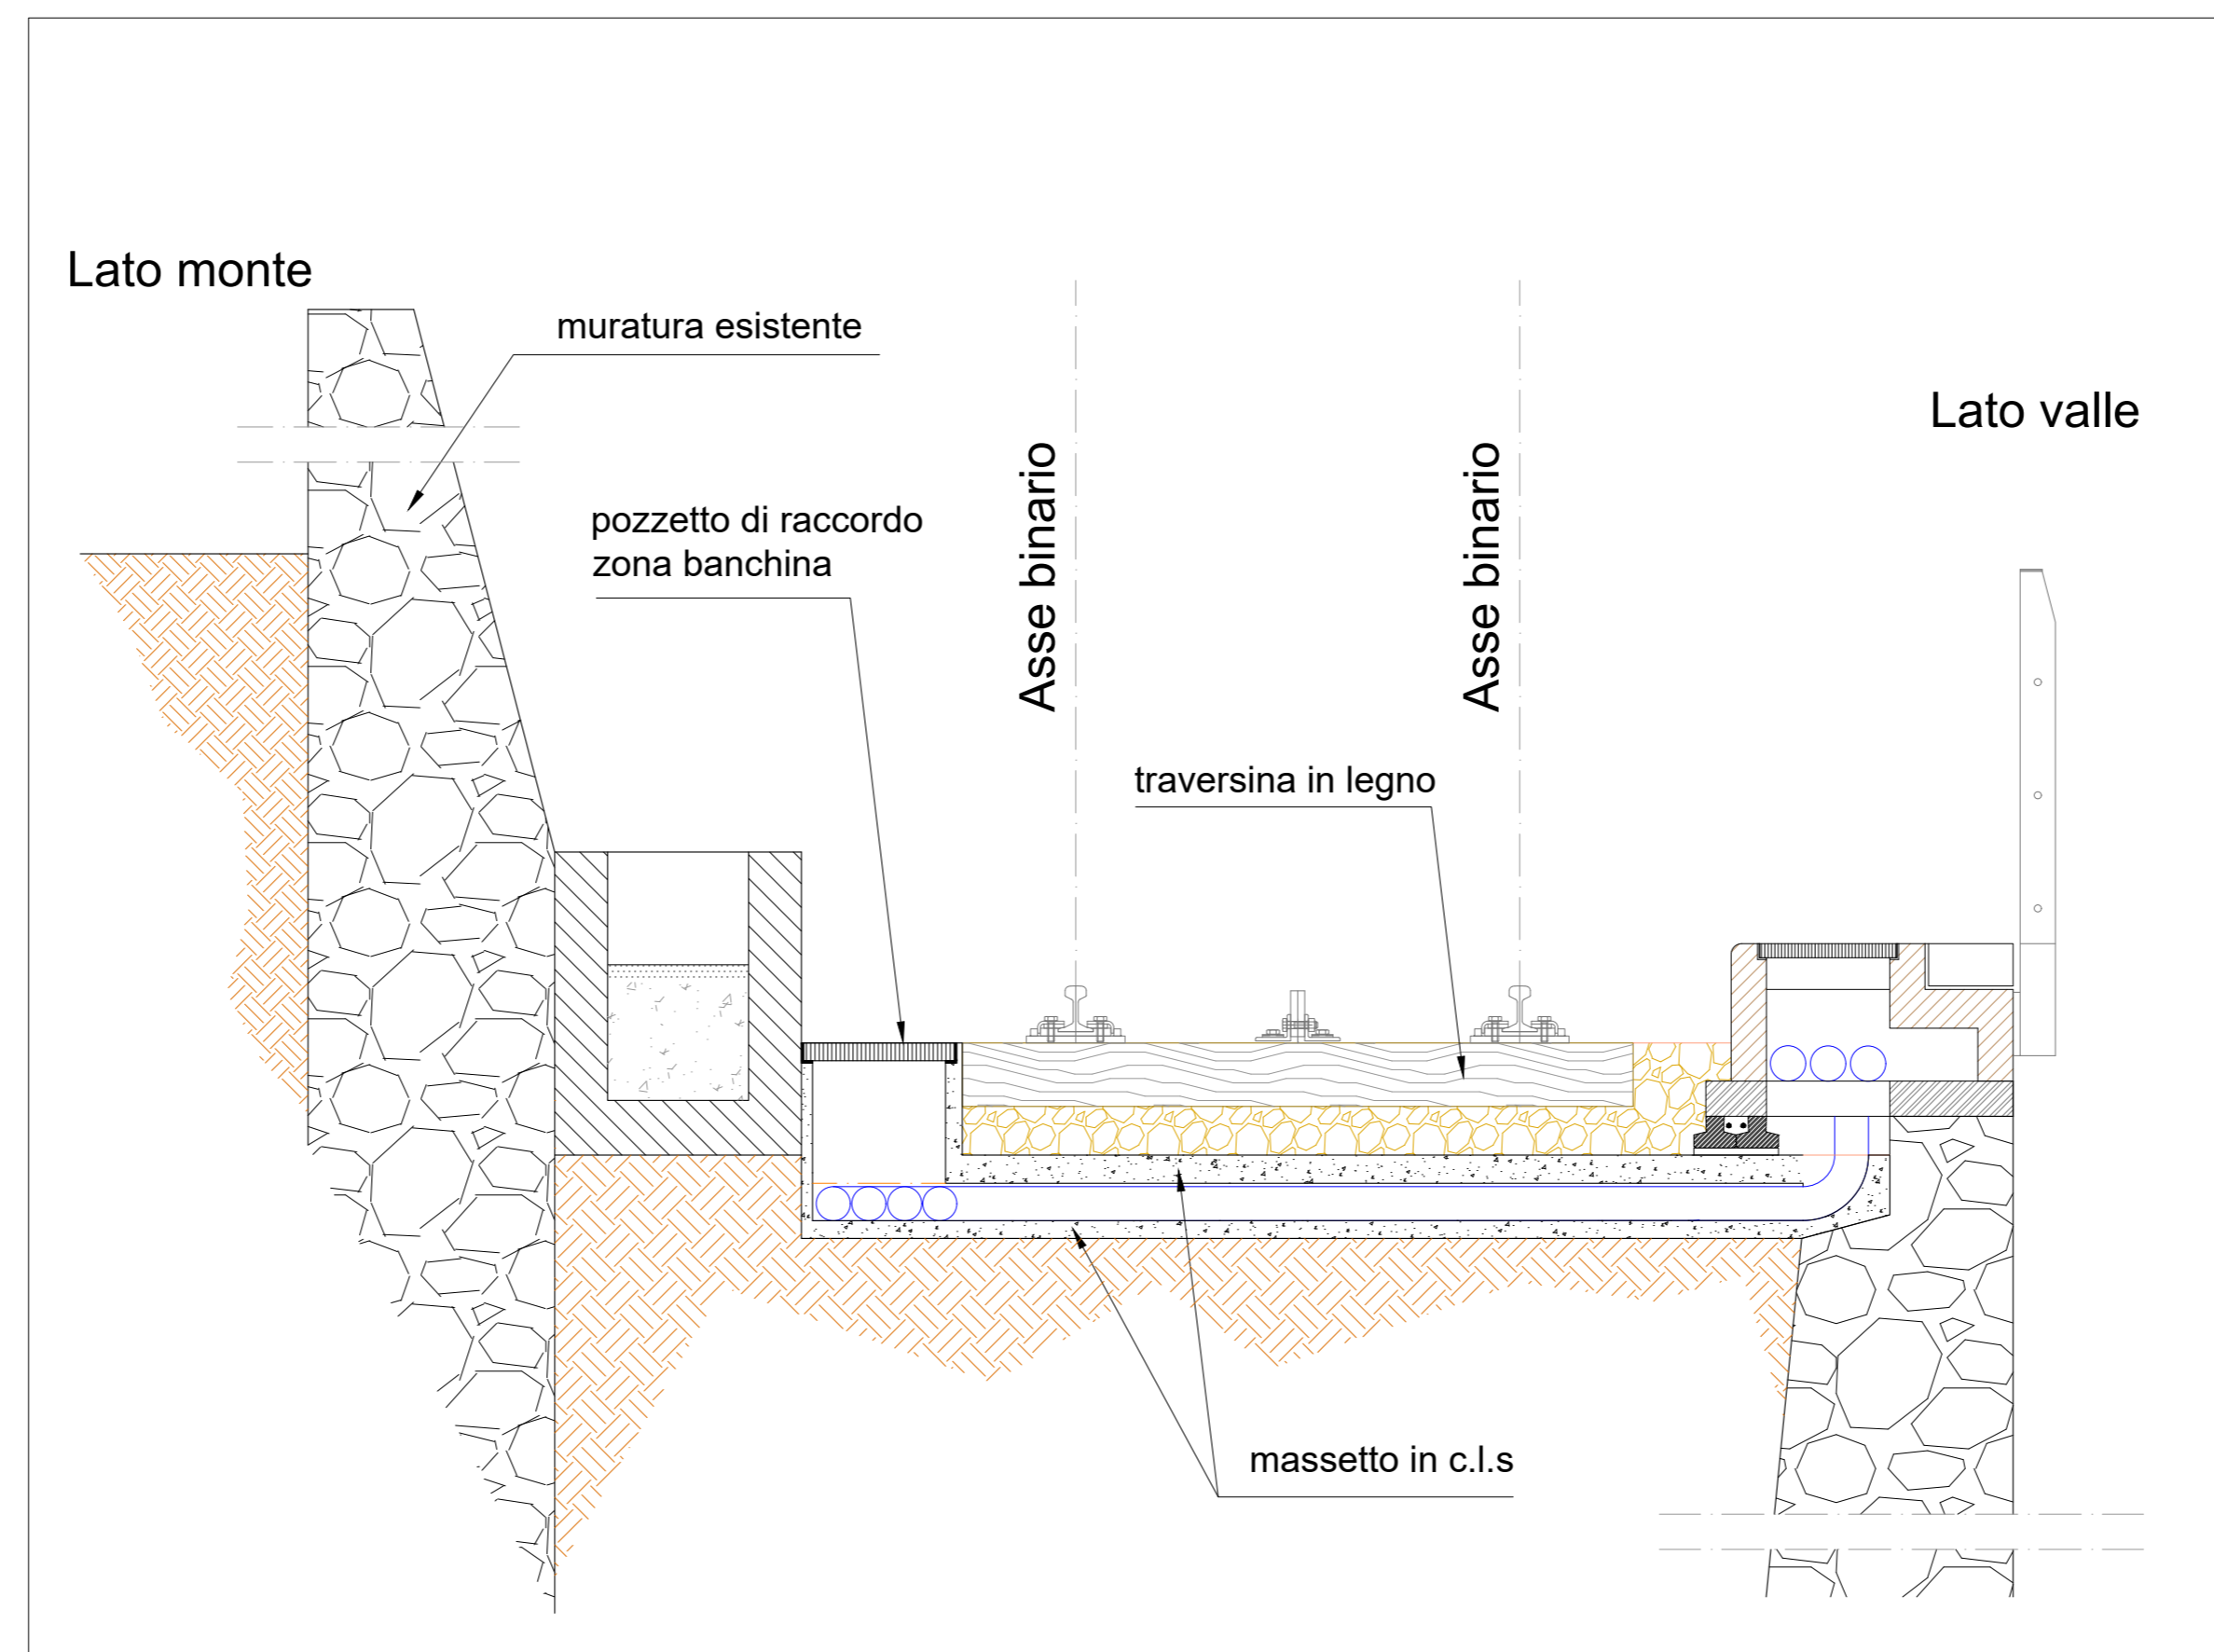 Lato monte
muratura esistente
Lato valle
pozzetto di raccordo
zona banchina
Asse binario
Asse binario
traversina in legno
massetto in c.l.s